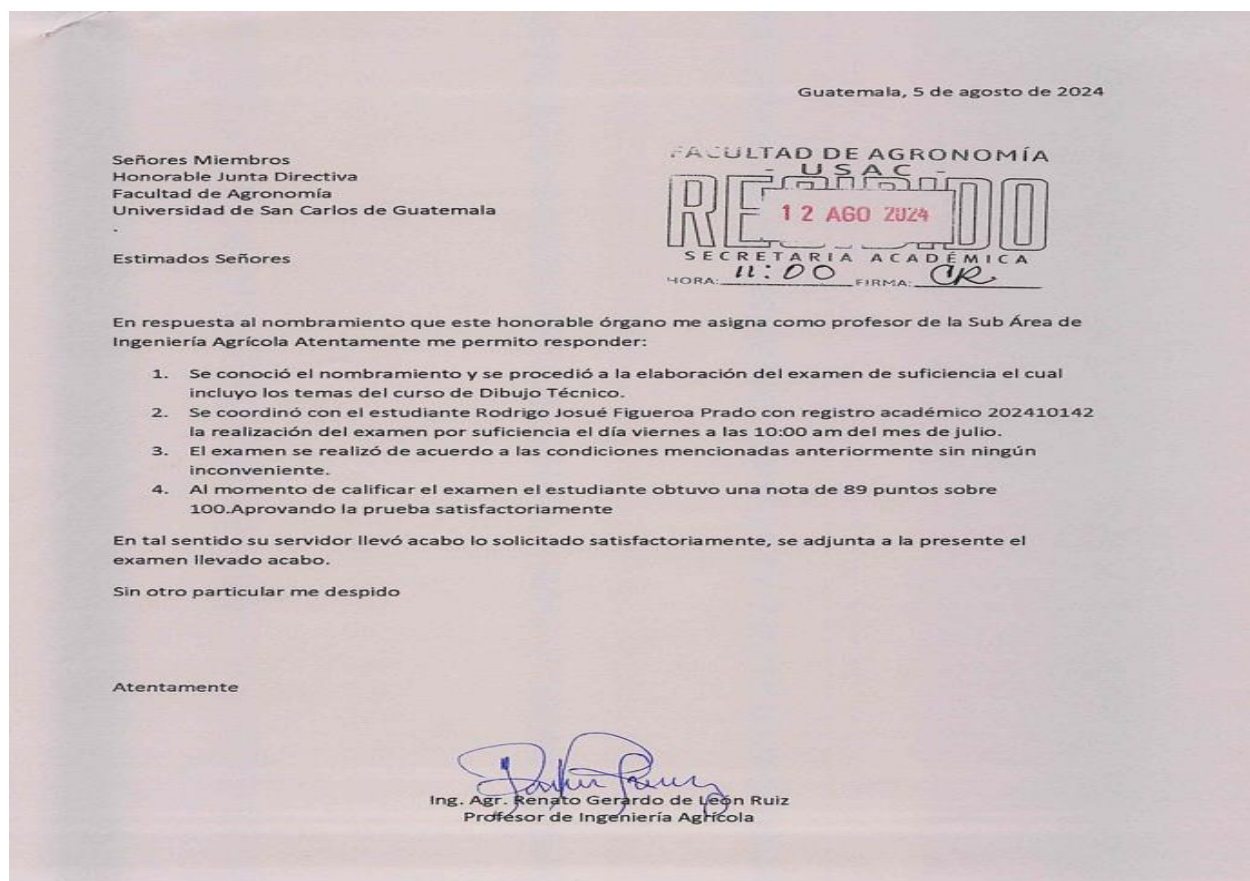 Guatemala, 5 de agosto de 2024
Señores Miembros
Honorable Junta Directiva
Facultad de Agronomía
Universidad de San Carlos de Guatemala
.
Estimados Señores
FACULTAD DE AGRONOMÍA
- USAC -
RECIBIDO
12 AGO 2024
SECRETARIA ACADÉMICA
HORA: 11:00 FIRMA: CR
En respuesta al nombramiento que este honorable órgano me asigna como profesor de la Sub Área de
Ingeniería Agrícola Atentamente me permito responder:
1. Se conoció el nombramiento y se procedió a la elaboración del examen de suficiencia el cual
incluyo los temas del curso de Dibujo Técnico.
2. Se coordinó con el estudiante Rodrigo Josué Figueroa Prado con registro académico 202410142
la realización del examen por suficiencia el día viernes a las 10:00 am del mes de julio.
3. El examen se realizó de acuerdo a las condiciones mencionadas anteriormente sin ningún
inconveniente.
4. Al momento de calificar el examen el estudiante obtuvo una nota de 89 puntos sobre
100.Aprovando la prueba satisfactoriamente
En tal sentido su servidor llevó acabo lo solicitado satisfactoriamente, se adjunta a la presente el
examen llevado acabo.
Sin otro particular me despido
Atentamente
Ing. Agr. Renato Gerardo de León Ruiz
Profesor de Ingeniería Agrícola